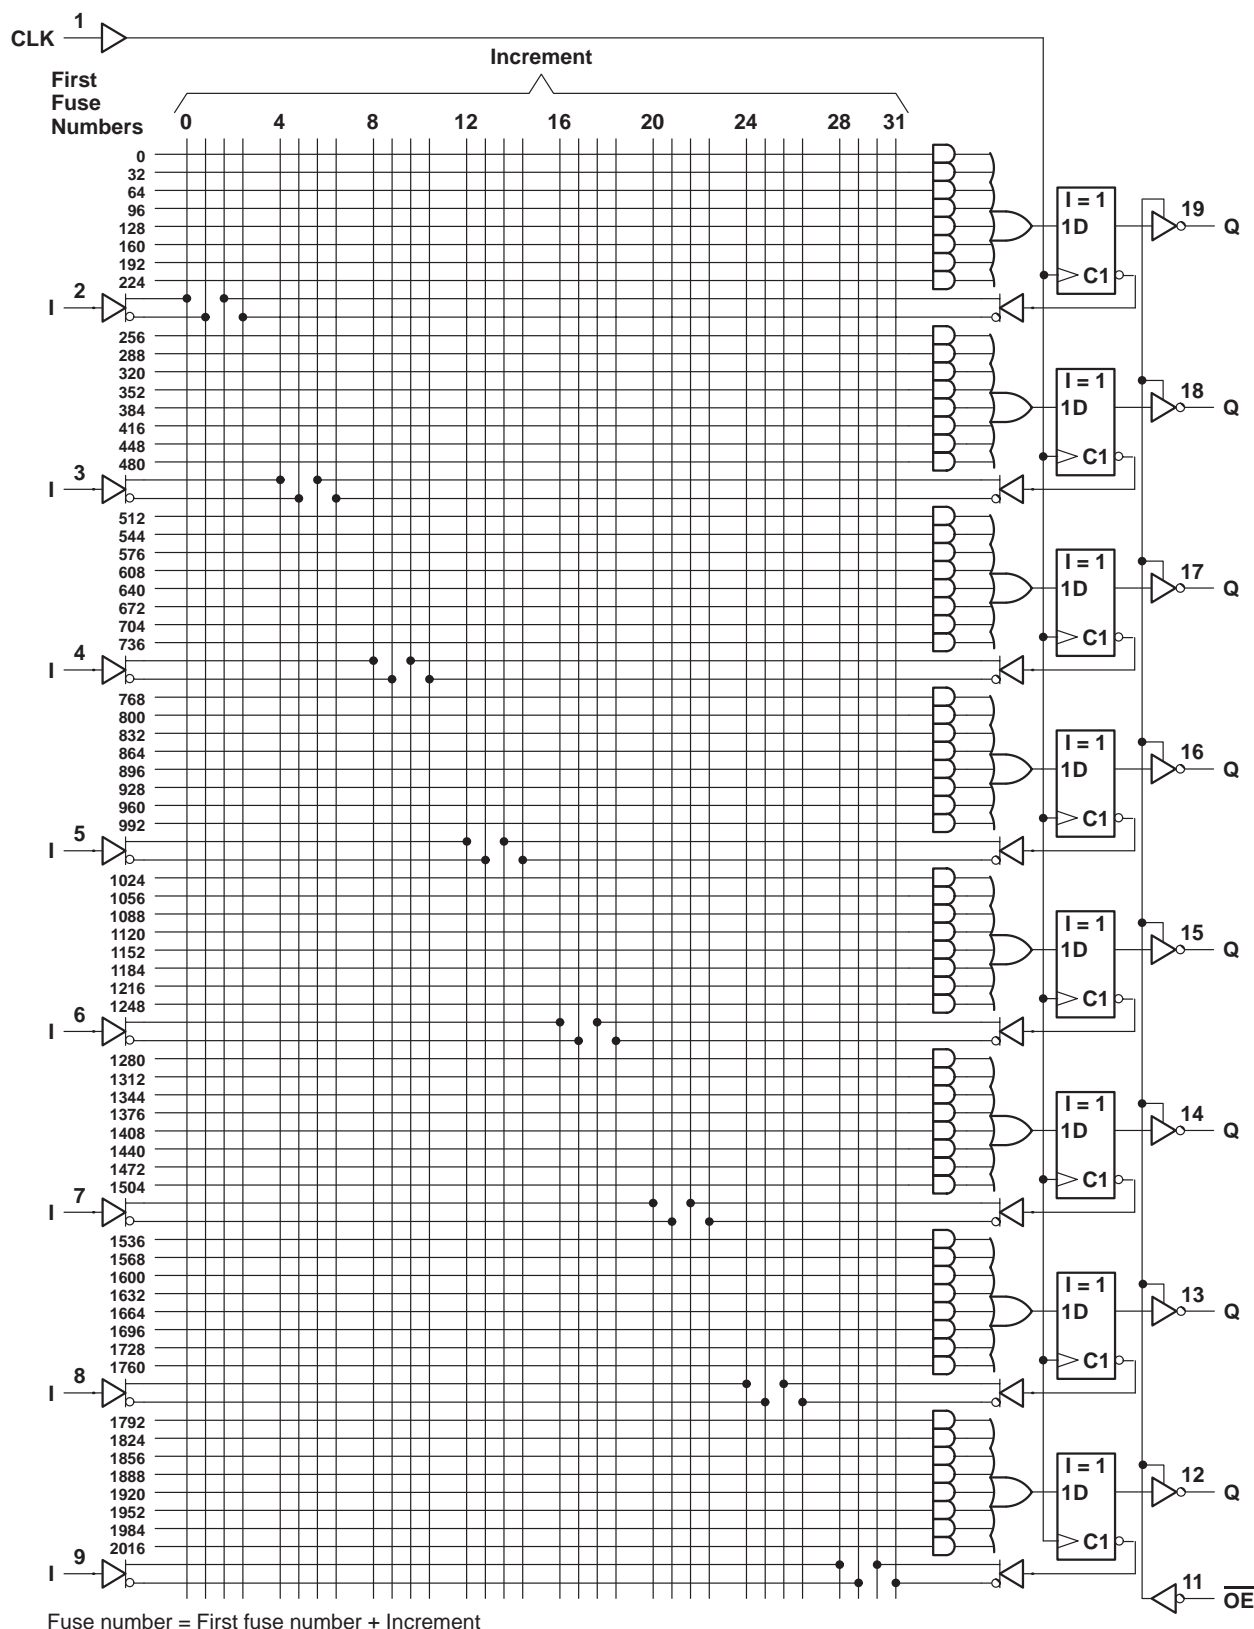 1
CLK
Increment
First
Fuse
Numbers
0 4 8 12 16 20 24 28 31
0
32
64
96
128
160
192
224
I = 1
1D
C1
19
Q
2
I
256
288
320
352
384
416
448
480
I = 1
1D
C1
18
Q
3
I
512
544
576
608
640
672
704
736
I = 1
1D
C1
17
Q
4
I
768
800
832
864
896
928
960
992
I = 1
1D
C1
16
Q
5
I
1024
1056
1088
1120
1152
1184
1216
1248
I = 1
1D
C1
15
Q
6
I
1280
1312
1344
1376
1408
1440
1472
1504
I = 1
1D
C1
14
Q
7
I
1536
1568
1600
1632
1664
1696
1728
1760
I = 1
1D
C1
13
Q
8
I
1792
1824
1856
1888
1920
1952
1984
2016
I = 1
1D
C1
12
Q
9
I
11
O̅E̅
Fuse number = First fuse number + Increment